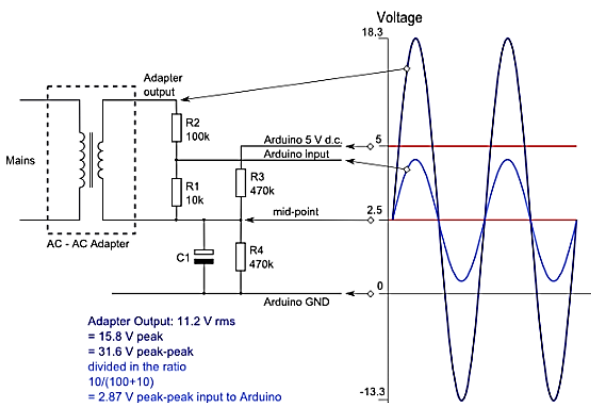 Voltage
18.3
Adapter
output
R2
100k
Arduino 5 V d.c.
5
Arduino Input
Mains
R1
10k
R3
470k
mid-point
2.5
AC - AC Adapter
C1
R4
470k
0
Arduino GND
Adapter Output: 11.2 V rms
= 15.8 V peak
= 31.6 V peak-peak
divided in the ratio
10/(100+10)
= 2.87 V peak-peak input to Arduino
-13.3